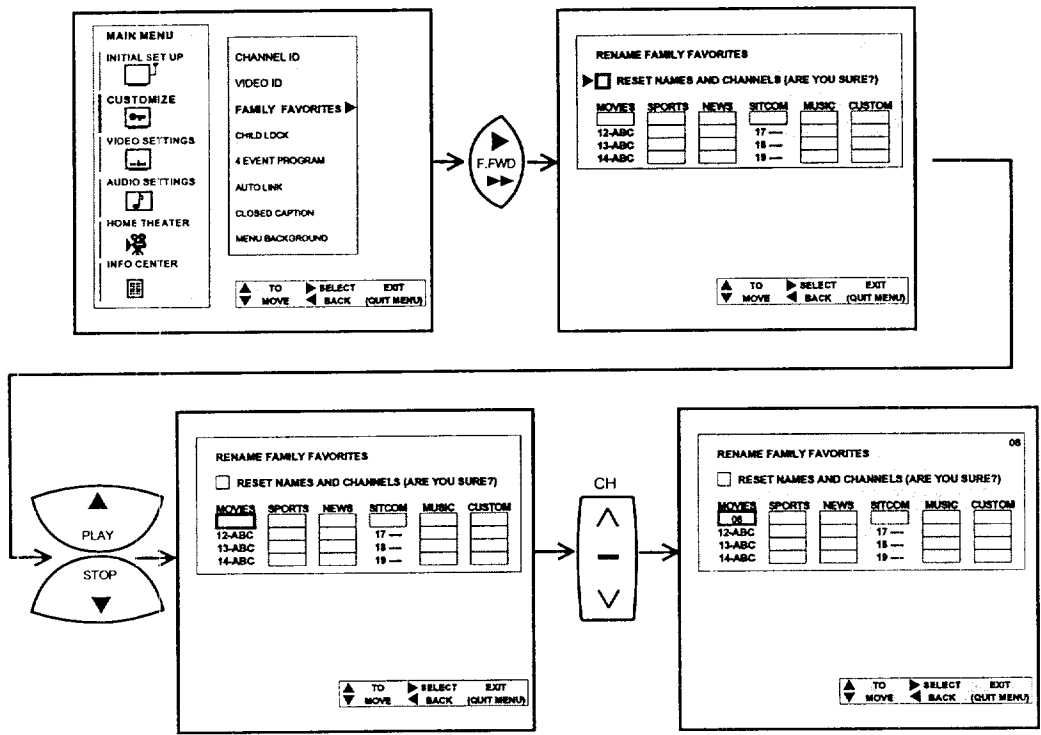 MAIN MENU
INITIAL SET UP
CUSTOMIZE
VIDEO SETTINGS
AUDIO SETTINGS
HOME THEATER
INFO CENTER
CHANNEL ID
VIDEO ID
FAMILY FAVORITES ▶
CHILD LOCK
4 EVENT PROGRAM
AUTO LINK
CLOSED CAPTION
MENU BACKGROUND
▲ TO ▶ SELECT EXIT
▼ MOVE ◀ BACK (QUIT MENU)
F.FWD
RENAME FAMILY FAVORITES
RESET NAMES AND CHANNELS (ARE YOU SURE?)
MOVIES SPORTS NEWS SITCOM MUSIC CUSTOM
12-ABC 17 ---
13-ABC 18 ---
14-ABC 19 ---
▲ TO ▶ SELECT EXIT
▼ MOVE ◀ BACK (QUIT MENU)
PLAY
STOP
RENAME FAMILY FAVORITES
RESET NAMES AND CHANNELS (ARE YOU SURE?)
MOVIES SPORTS NEWS SITCOM MUSIC CUSTOM
12-ABC 17 ---
13-ABC 18 ---
14-ABC 19 ---
▲ TO ▶ SELECT EXIT
▼ MOVE ◀ BACK (QUIT MENU)
CH
06
RENAME FAMILY FAVORITES
RESET NAMES AND CHANNELS (ARE YOU SURE?)
MOVIES SPORTS NEWS SITCOM MUSIC CUSTOM
06
12-ABC 17 ---
13-ABC 18 ---
14-ABC 19 ---
▲ TO ▶ SELECT EXIT
▼ MOVE ◀ BACK (QUIT MENU)